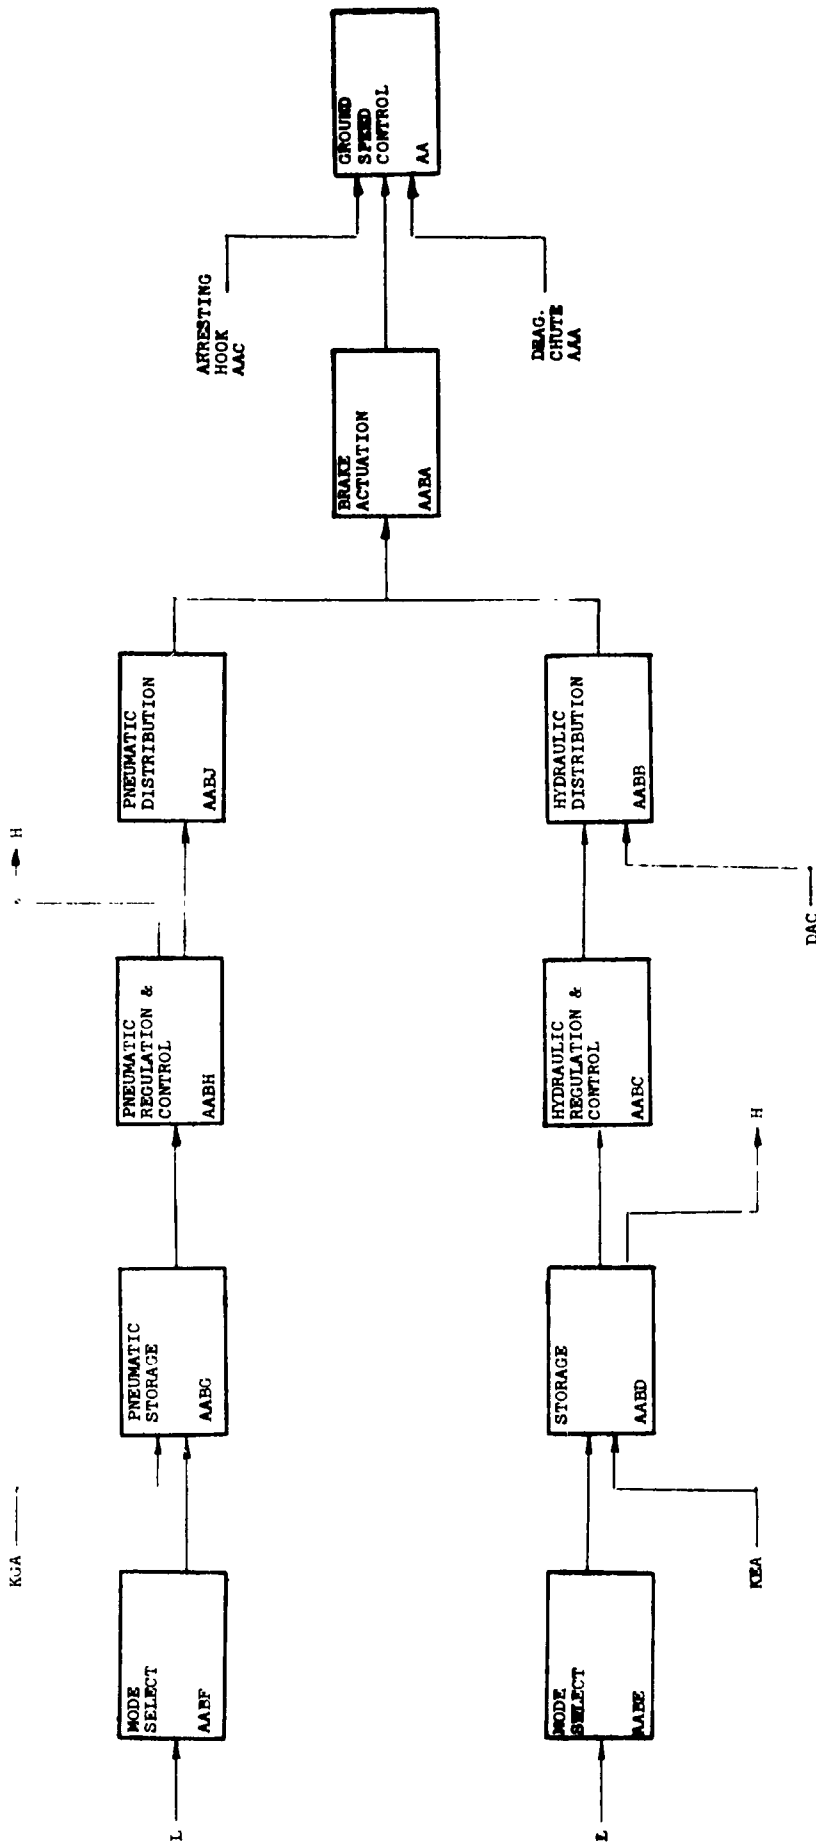 L
MODE
SELECT
AABF
KGA
PNEUMATIC
STORAGE
AABG
PNEUMATIC
REGULATION &
CONTROL
AABH
H
PNEUMATIC
DISTRIBUTION
AABJ
L
MODE
SELECT
AABE
KEA
STORAGE
AABD
H
HYDRAULIC
REGULATION &
CONTROL
AABC
DAC
HYDRAULIC
DISTRIBUTION
AABB
BRAKE
ACTUATION
AABA
ARRESTING
HOOK
AAC
DRAG.
CHUTE
AAA
GROUND
SPEED
CONTROL
AA